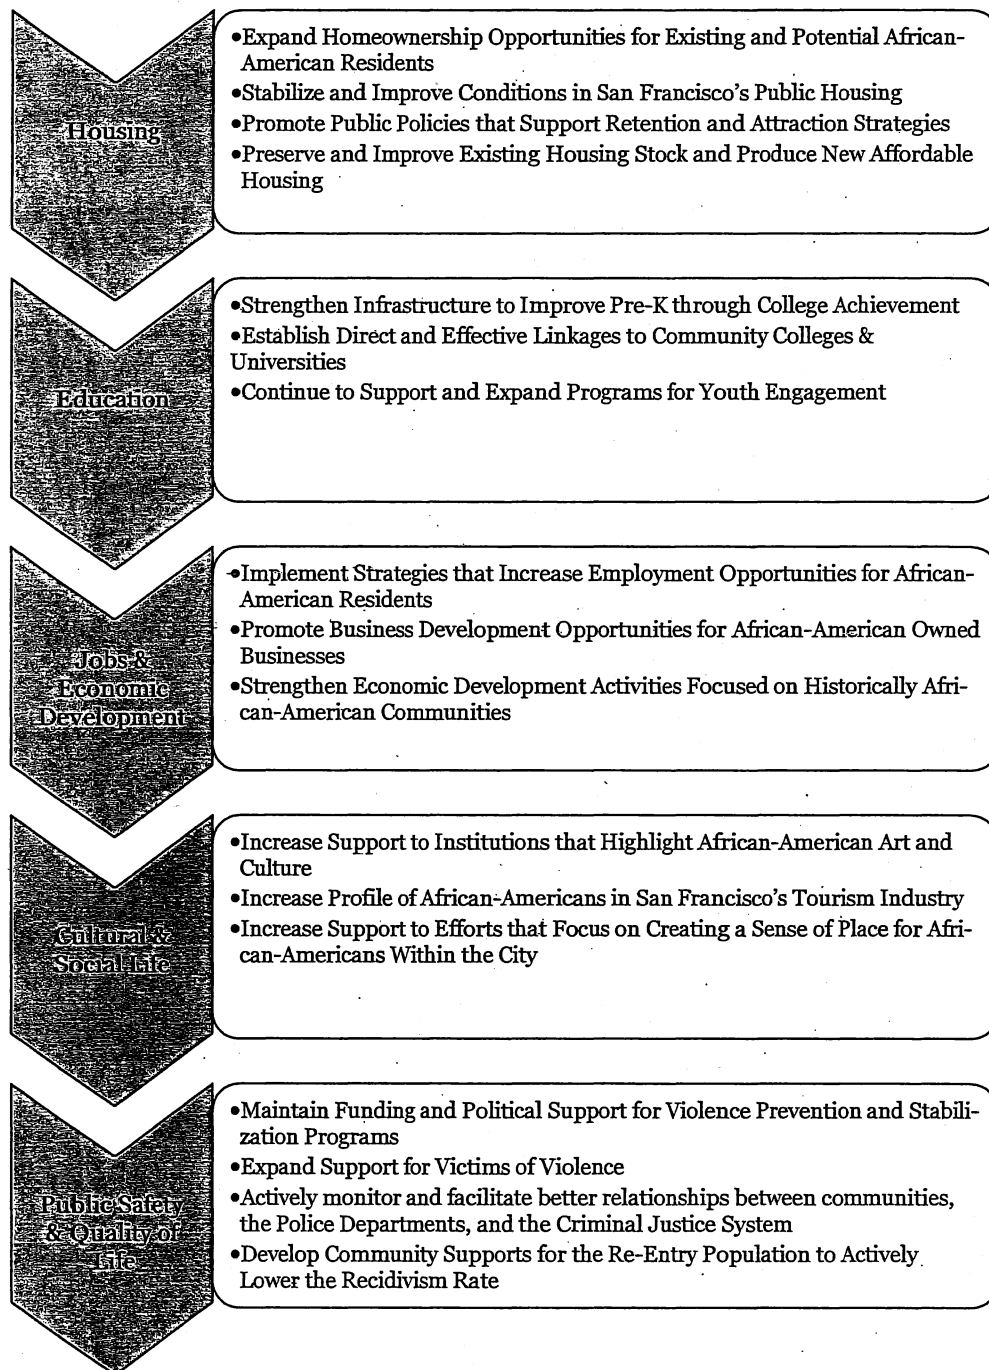 Housing
•Expand Homeownership Opportunities for Existing and Potential African-
American Residents
•Stabilize and Improve Conditions in San Francisco's Public Housing
•Promote Public Policies that Support Retention and Attraction Strategies
•Preserve and Improve Existing Housing Stock and Produce New Affordable
Housing
Education
•Strengthen Infrastructure to Improve Pre-K through College Achievement
•Establish Direct and Effective Linkages to Community Colleges &
Universities
•Continue to Support and Expand Programs for Youth Engagement
Jobs &
Economic
Development
•Implement Strategies that Increase Employment Opportunities for African-
American Residents
•Promote Business Development Opportunities for African-American Owned
Businesses
•Strengthen Economic Development Activities Focused on Historically Afri-
can-American Communities
Cultural &
Social Life
•Increase Support to Institutions that Highlight African-American Art and
Culture
•Increase Profile of African-Americans in San Francisco's Tourism Industry
•Increase Support to Efforts that Focus on Creating a Sense of Place for Afri-
can-Americans Within the City
Public Safety
& Quality of
Life
•Maintain Funding and Political Support for Violence Prevention and Stabili-
zation Programs
•Expand Support for Victims of Violence
•Actively monitor and facilitate better relationships between communities,
the Police Departments, and the Criminal Justice System
•Develop Community Supports for the Re-Entry Population to Actively
Lower the Recidivism Rate